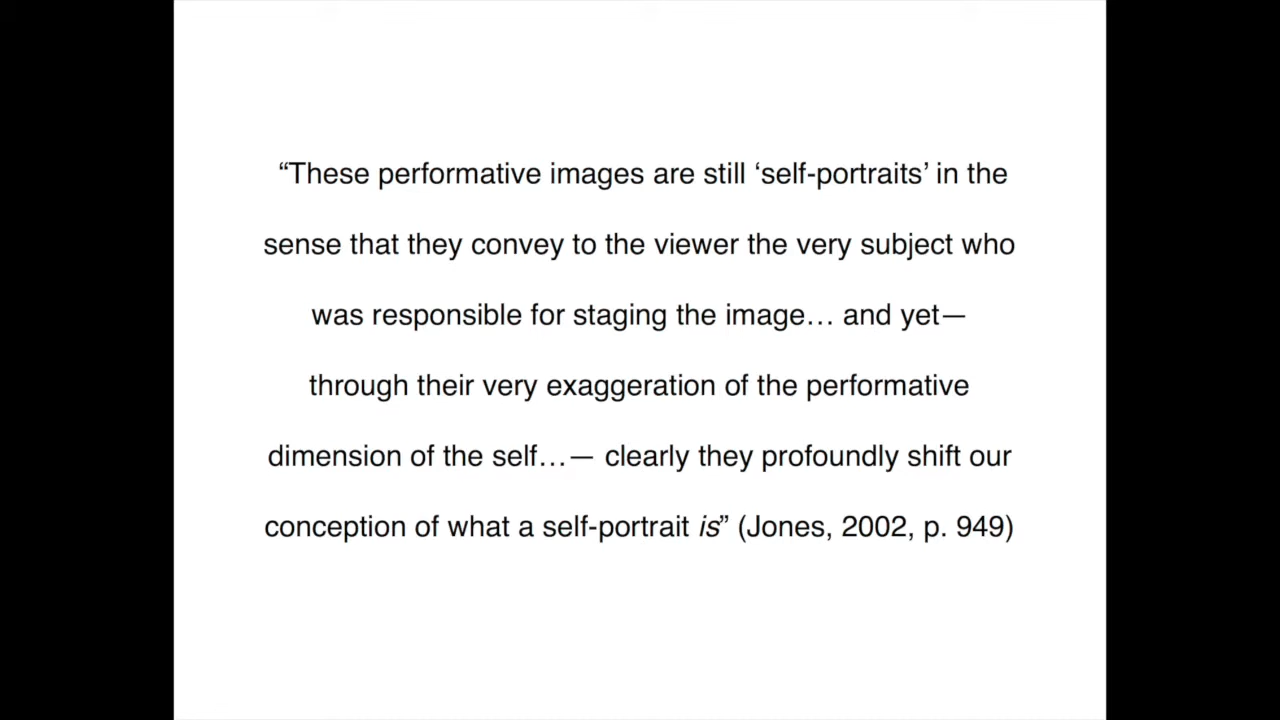 “These performative images are still ‘self-portraits’ in the
sense that they convey to the viewer the very subject who
was responsible for staging the image… and yet—
through their very exaggeration of the performative
dimension of the self…— clearly they profoundly shift our
conception of what a self-portrait is” (Jones, 2002, p. 949)